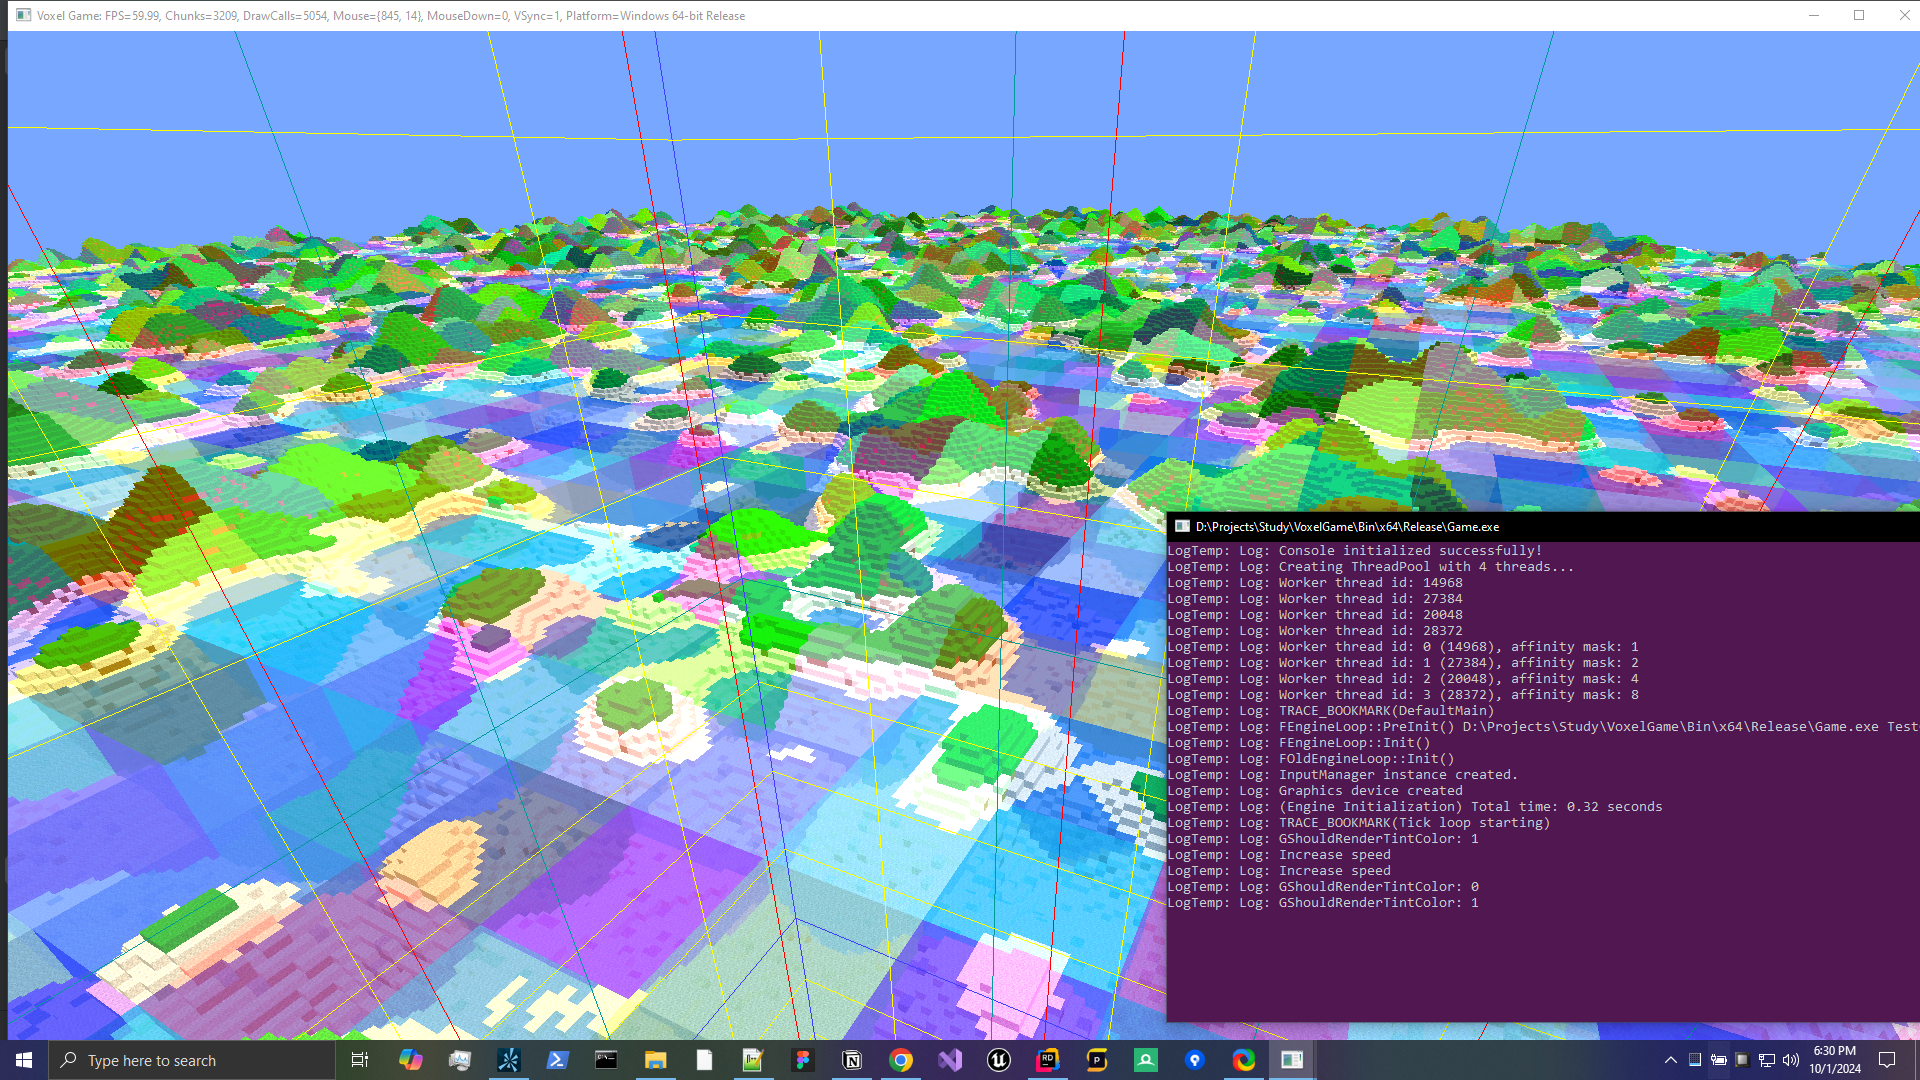 Voxel Game: FPS=59.99, Chunks=3209, DrawCalls=5054, Mouse={845, 14}, MouseDown=0, VSync=1, Platform=Windows 64-bit Release
D:\Projects\Study\VoxelGame\Bin\x64\Release\Game.exe
LogTemp: Log: Console initialized successfully!
LogTemp: Log: Creating ThreadPool with 4 threads...
LogTemp: Log: Worker thread id: 14968
LogTemp: Log: Worker thread id: 27384
LogTemp: Log: Worker thread id: 20048
LogTemp: Log: Worker thread id: 28372
LogTemp: Log: Worker thread id: 0 (14968), affinity mask: 1
LogTemp: Log: Worker thread id: 1 (27384), affinity mask: 2
LogTemp: Log: Worker thread id: 2 (20048), affinity mask: 4
LogTemp: Log: Worker thread id: 3 (28372), affinity mask: 8
LogTemp: Log: TRACE_BOOKMARK(DefaultMain)
LogTemp: Log: FEngineLoop::PreInit() D:\Projects\Study\VoxelGame\Bin\x64\Release\Game.exe Test
LogTemp: Log: FEngineLoop::Init()
LogTemp: Log: FOldEngineLoop::Init()
LogTemp: Log: InputManager instance created.
LogTemp: Log: Graphics device created
LogTemp: Log: (Engine Initialization) Total time: 0.32 seconds
LogTemp: Log: TRACE_BOOKMARK(Tick loop starting)
LogTemp: Log: GShouldRenderTintColor: 1
LogTemp: Log: Increase speed
LogTemp: Log: Increase speed
LogTemp: Log: GShouldRenderTintColor: 0
LogTemp: Log: GShouldRenderTintColor: 1
Type here to search
6:30 PM
10/1/2024